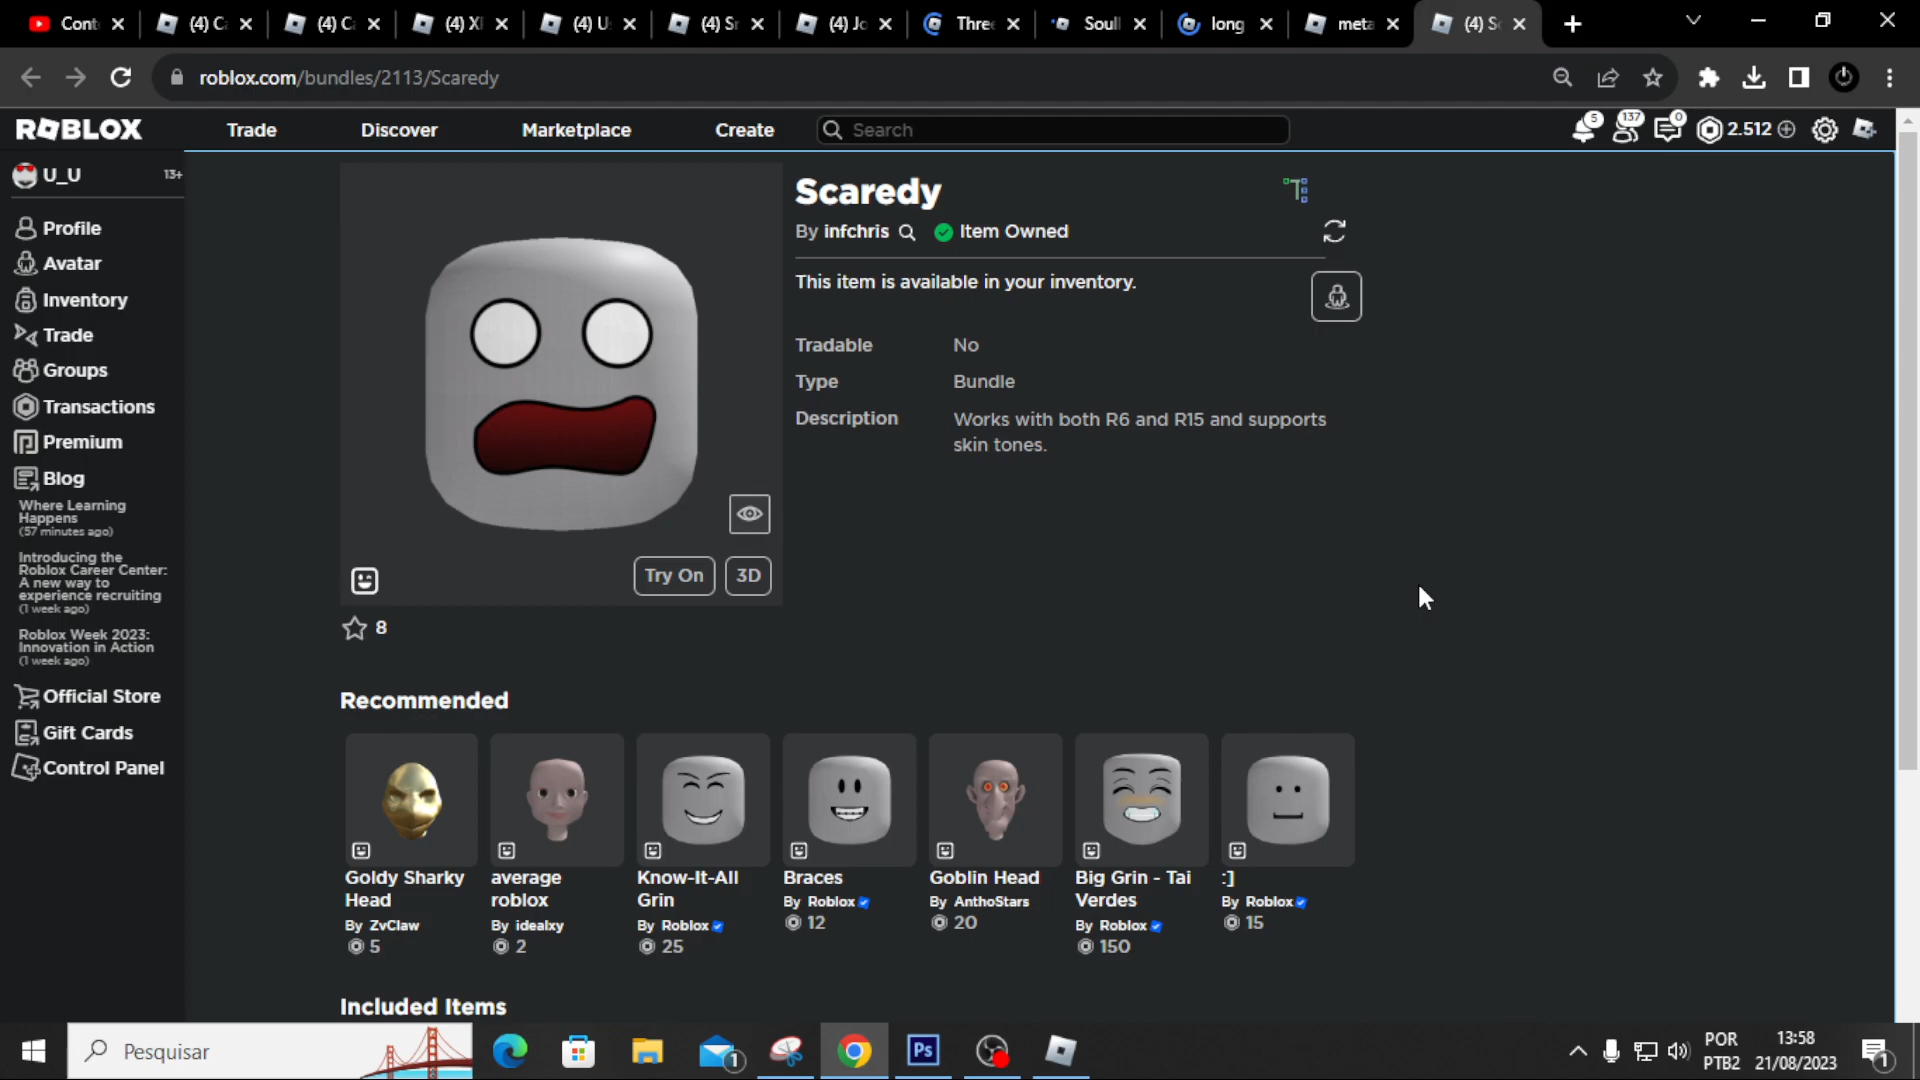 Cont
(4) C
(4) C
(4) X
(4) U
(4) S
(4) Jo
Thre
Soul
long
meta
(4) S
roblox.com/bundles/2113/Scaredy
ROBLOX
Trade
Discover
Marketplace
Create
Search
5
137
0
2.512
U_U
13+
Profile
Avatar
Inventory
Trade
Groups
Transactions
Premium
Blog
Where Learning
Happens
(57 minutes ago)
Introducing the
Roblox Career Center:
A new way to
experience recruiting
(1 week ago)
Roblox Week 2023:
Innovation in Action
(1 week ago)
Official Store
Gift Cards
Control Panel
Scaredy
By infchris Item Owned
This item is available in your inventory.
Tradable No
Type Bundle
Description Works with both R6 and R15 and supports
skin tones.
Try On
3D
8
Recommended
Goldy Sharky
Head
By ZvClaw
5
average
roblox
By idealxy
2
Know-It-All
Grin
By Roblox
25
Braces
By Roblox
12
Goblin Head
By AnthoStars
20
Big Grin - Tai
Verdes
By Roblox
150
:]
By Roblox
15
Included Items
Pesquisar
1
Ps
POR
PTB2
13:58
21/08/2023
1